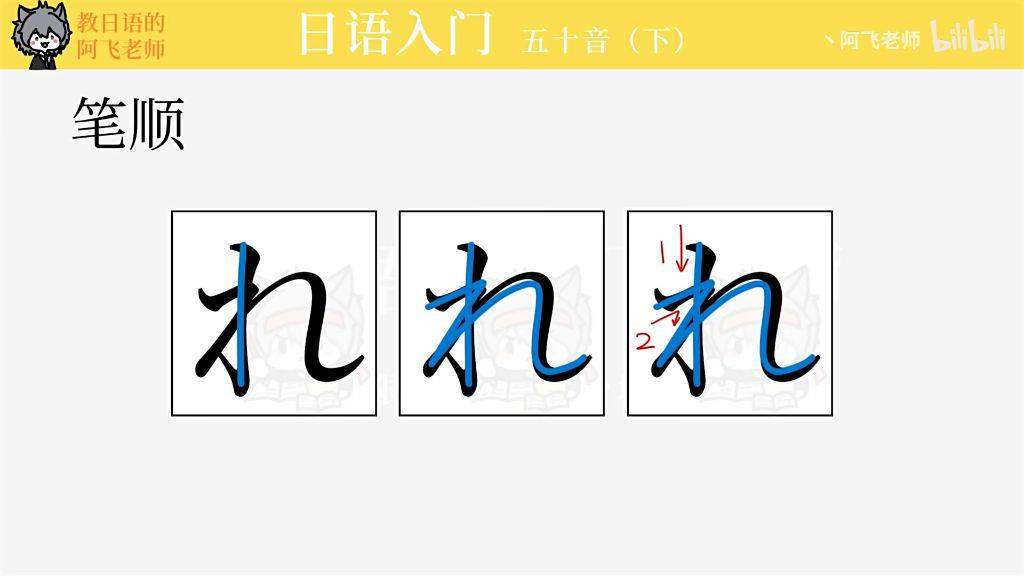 教日语的
阿飞老师
日语入门 五十音（下）
丶阿飞老师 bilibili
笔顺
れ れ れ
1
2